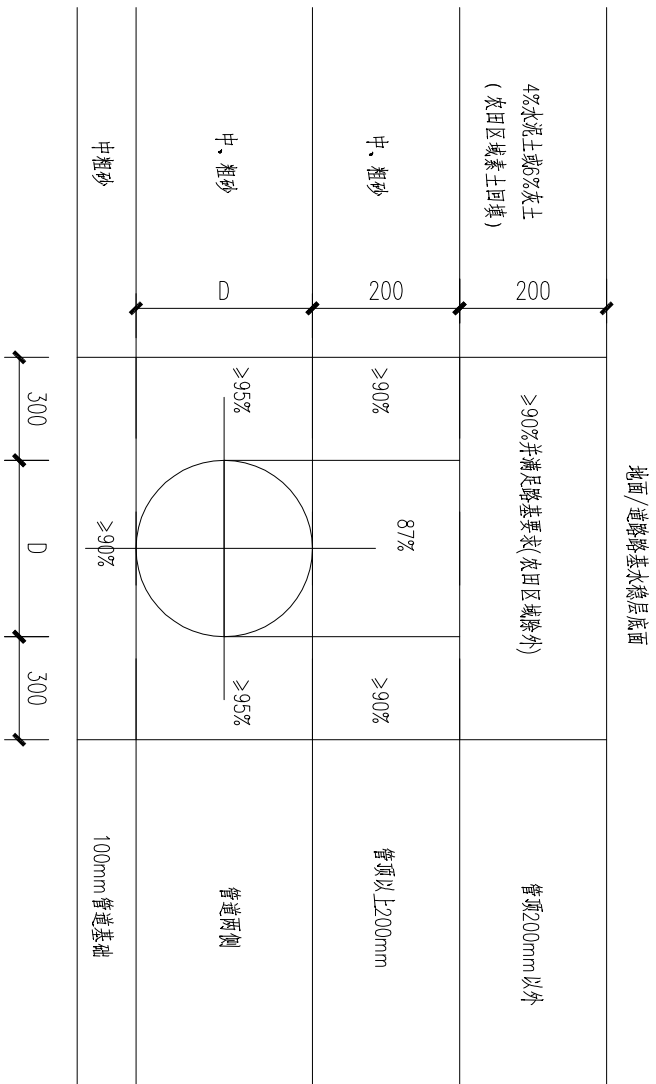 地面/道路路基水稳层底面
4%水泥土或6%灰土
(农田区域素土回填)
200
≥90%并满足路基要求(农田区域除外)
管顶200mm以外
中、粗砂
200
≥90%
87%
≥90%
管顶以上200mm
中、粗砂
D
≥95%
≥95%
管道两侧
中粗砂
≥90%
100mm管道基础
300
D
300